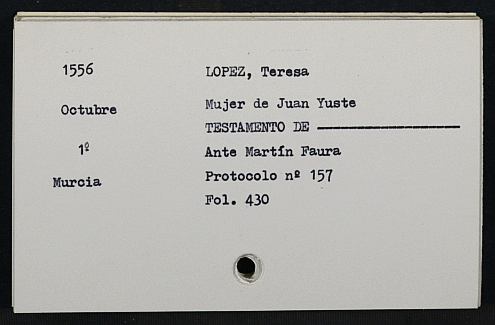 1556
Octubre
1º
Murcia
LOPEZ, Teresa
Mujer de Juan Yuste
TESTAMENTO DE ————————
Ante Martín Faura
Protocolo nº 157
Fol. 430